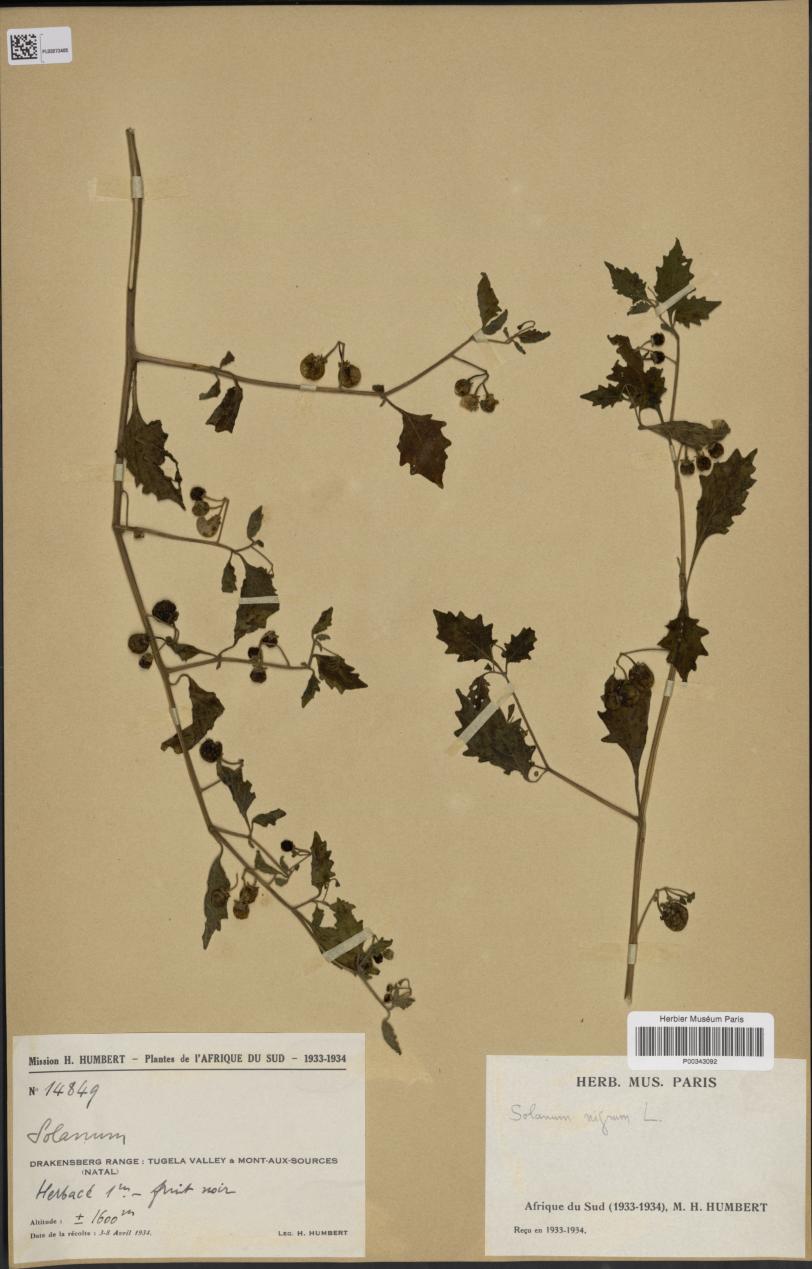 PL02073405
Herbier Muséum Paris
P00343092
Mission H. HUMBERT – Plantes de l'AFRIQUE DU SUD – 1933-1934
N° 14849
Solanum
DRAKENSBERG RANGE : TUGELA VALLEY & MONT-AUX-SOURCES
(NATAL)
Herbacé 1m – fruit noir
Altitude : ± 1600 m
Date de la récolte : 3-8 Avril 1934.
LEG. H. HUMBERT
HERB. MUS. PARIS
Solanum nigrum L.
Afrique du Sud (1933-1934), M. H. HUMBERT
Reçu en 1933-1934.